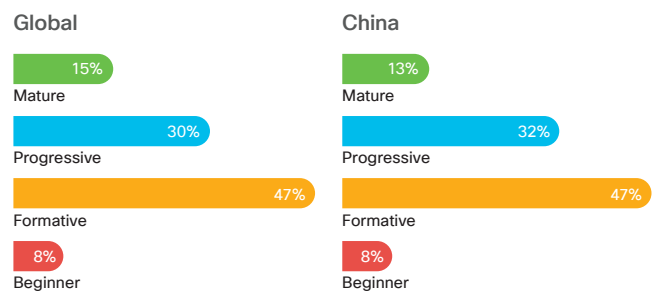 Global
15%
Mature
30%
Progressive
47%
Formative
8%
Beginner
China
13%
Mature
32%
Progressive
47%
Formative
8%
Beginner